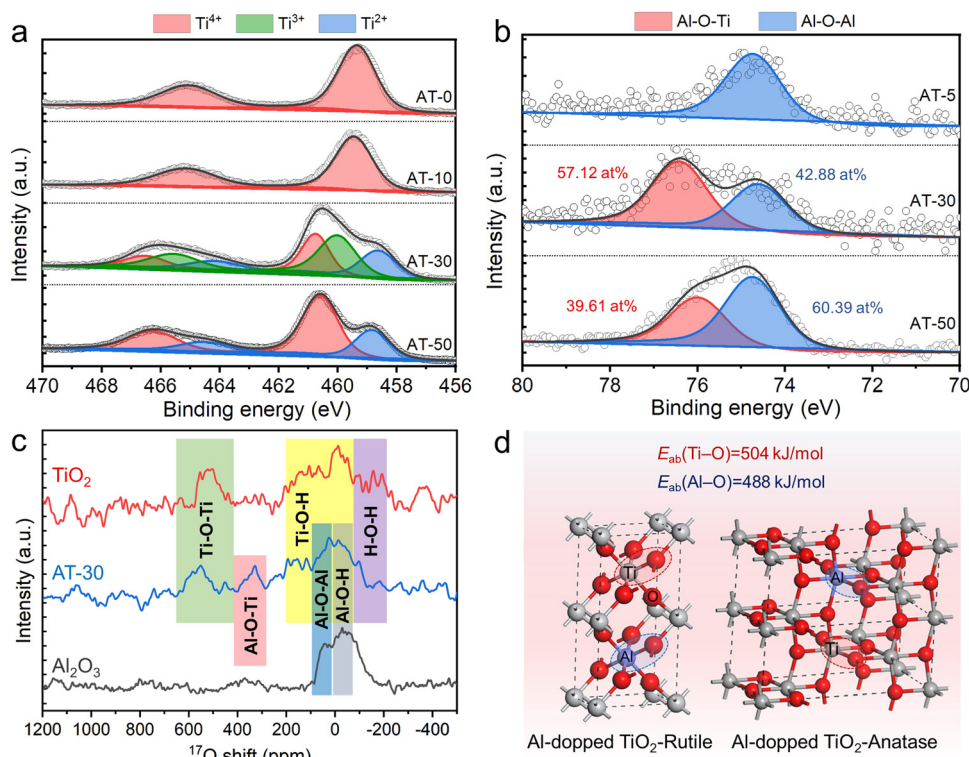 a
Ti⁴⁺ Ti³⁺ Ti²⁺
AT-0
AT-10
AT-30
AT-50
Intensity (a.u.)
470 468 466 464 462 460 458 456
Binding energy (eV)
b
Al-O-Ti Al-O-Al
AT-5
57.12 at% 42.88 at%
AT-30
39.61 at% 60.39 at%
AT-50
Intensity (a.u.)
80 78 76 74 72 70
Binding energy (eV)
c
TiO₂
AT-30
Al₂O₃
Ti-O-Ti
Al-O-Ti
Ti-O-H
Al-O-Al
Al-O-H
H-O-H
Intensity (a.u.)
1200 1000 800 600 400 200 0 -200 -400
¹⁷O shift (ppm)
d
Eab(Ti–O)=504 kJ/mol
Eab(Al–O)=488 kJ/mol
Ti
O
Al
Al
Ti
Al-dopped TiO₂-Rutile Al-dopped TiO₂-Anatase